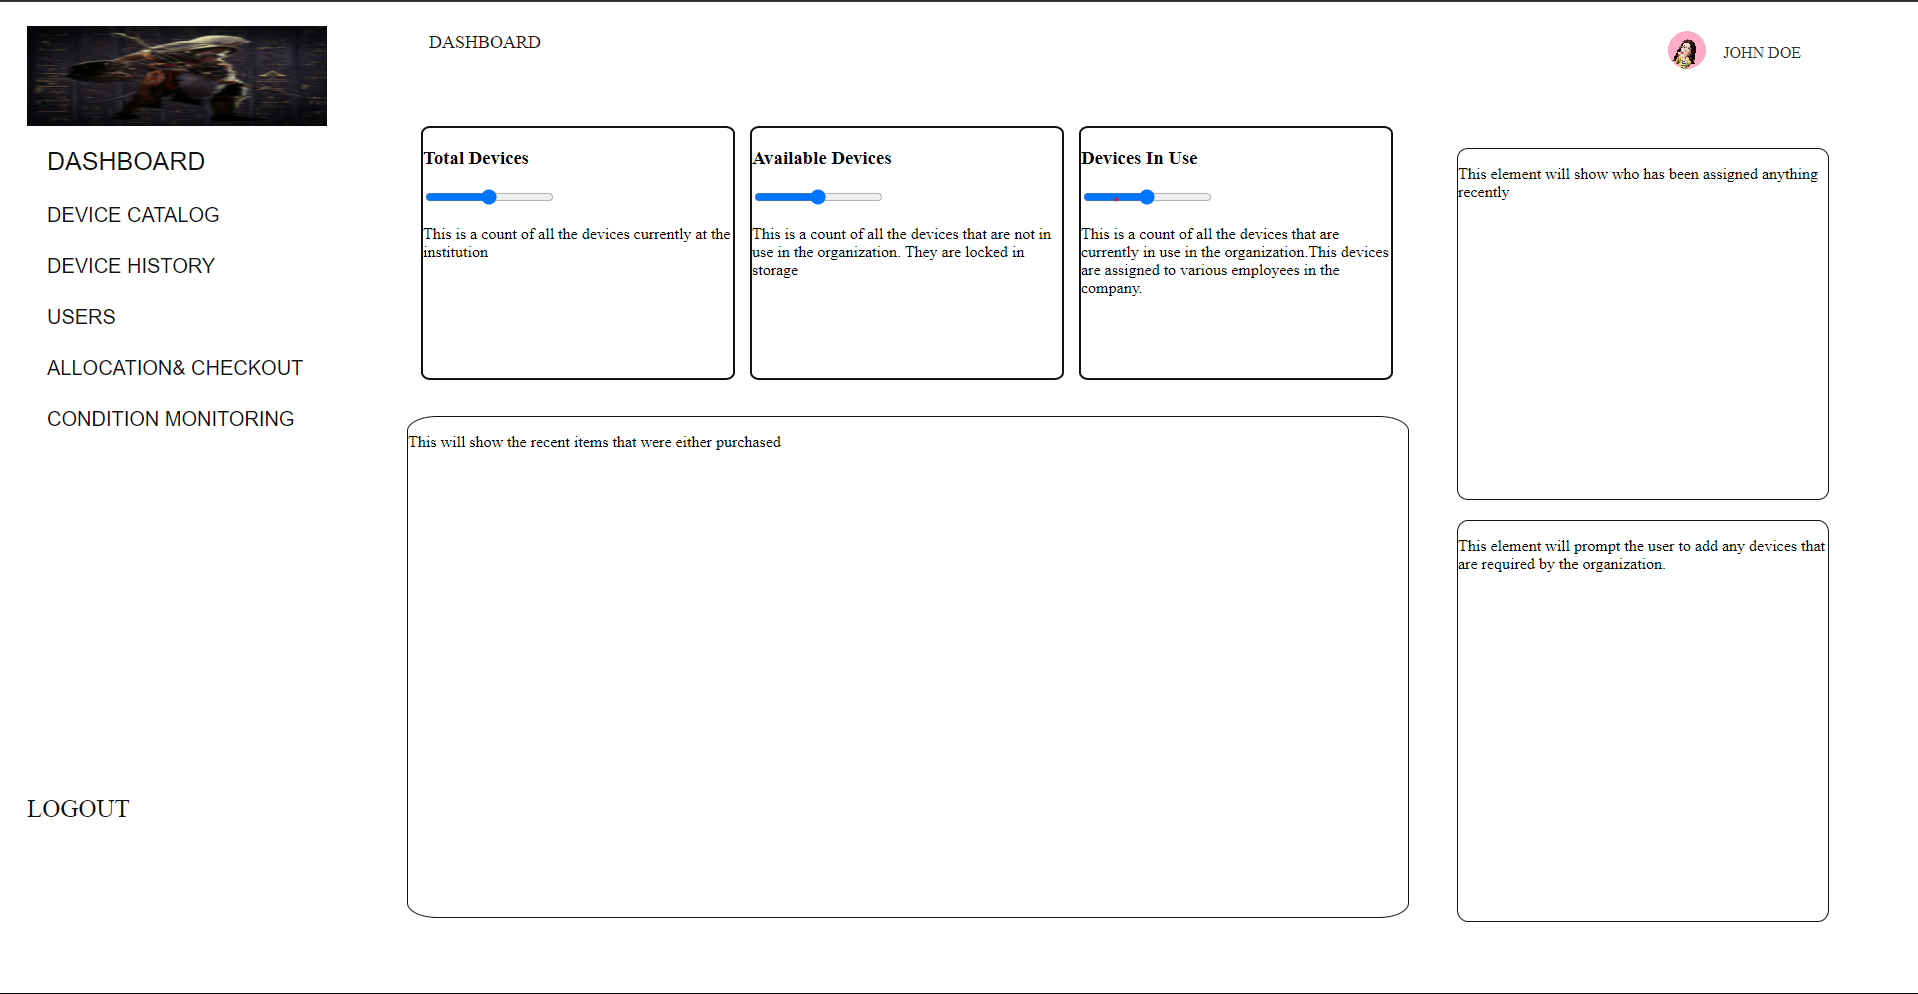 DASHBOARD
JOHN DOE
DASHBOARD
DEVICE CATALOG
DEVICE HISTORY
USERS
ALLOCATION& CHECKOUT
CONDITION MONITORING
LOGOUT
Total Devices
This is a count of all the devices currently at the
institution
Available Devices
This is a count of all the devices that are not in
use in the organization. They are locked in
storage
Devices In Use
This is a count of all the devices that are
currently in use in the organization.This devices
are assigned to various employees in the
company.
This will show the recent items that were either purchased
This element will show who has been assigned anything
recently
This element will prompt the user to add any devices that
are required by the organization.